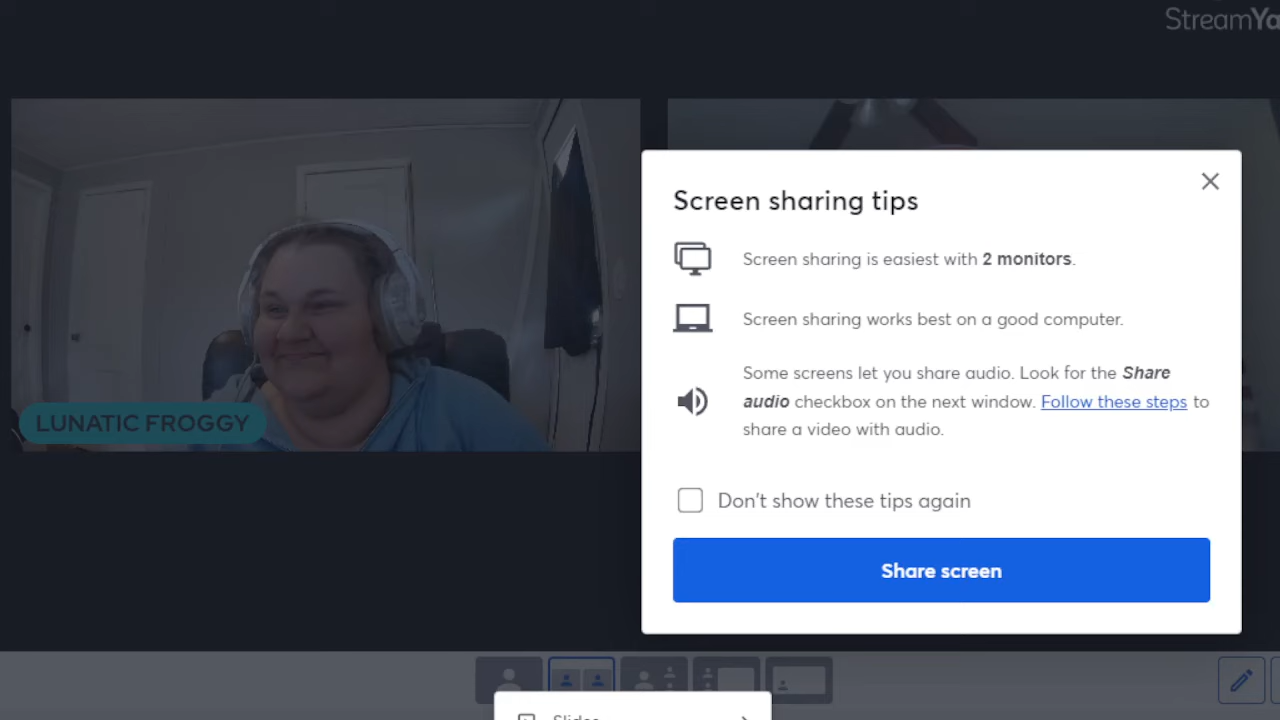 StreamYa
Screen sharing tips
Screen sharing is easiest with 2 monitors.
Screen sharing works best on a good computer.
Some screens let you share audio. Look for the Share
audio checkbox on the next window. Follow these steps to
share a video with audio.
LUNATIC FROGGY
Don't show these tips again
Share screen
Slides